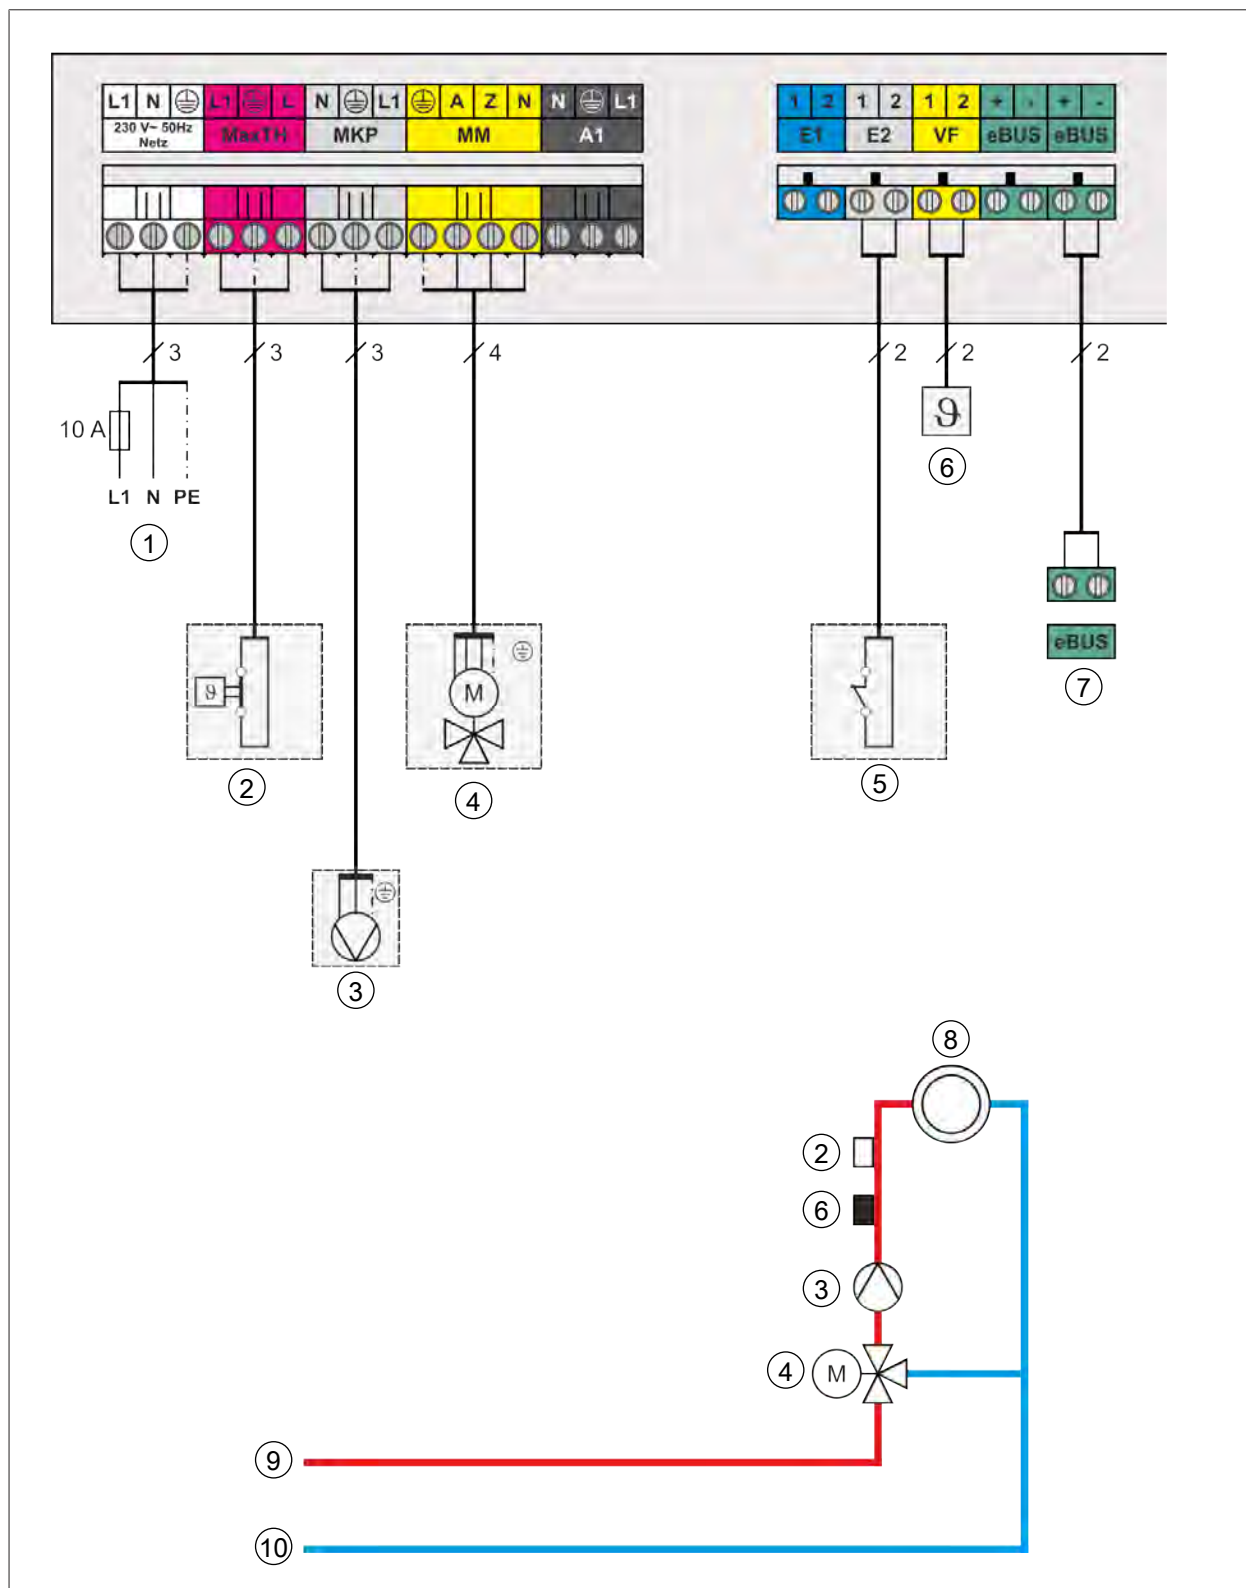 L1 N L1 L N L1 A Z N N L1
230 V~ 50Hz
Netz
MaxTH MKP MM A1
1 2 1 2 1 2 + - + -
E1 E2 VF eBUS eBUS
3 3 3 4 2 2 2
10 A
ϑ
6
L1 N PE
1
eBUS
7
ϑ
M
2
4
5
3
8
2
6
3
4
M
9
10